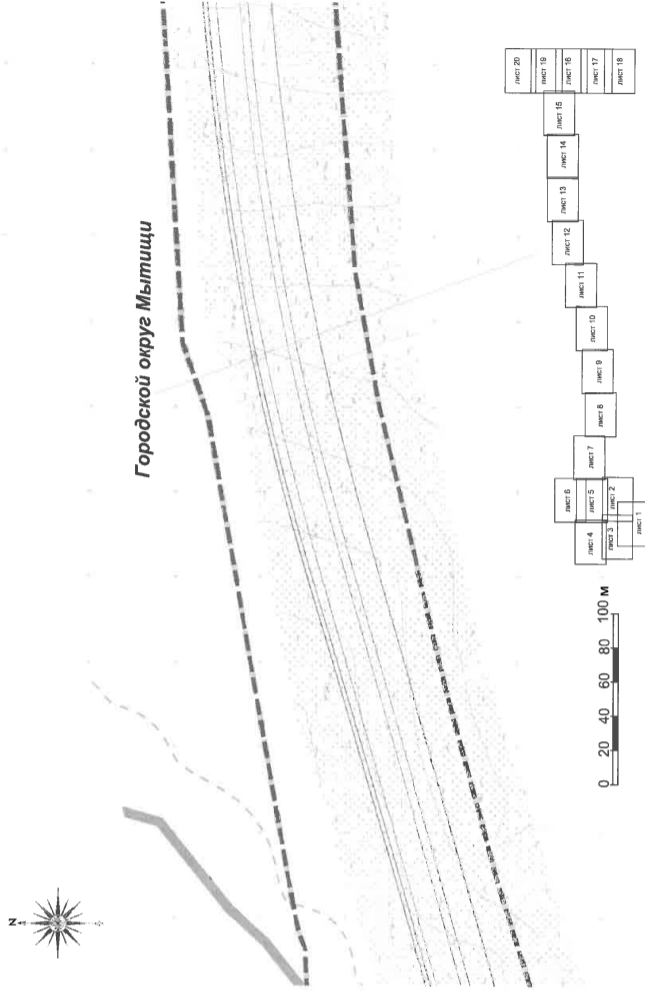 N
Городской округ Мытищи
0 20 40 60 80 100 М
лист 1
лист 2
лист 3
лист 4
лист 5
лист 6
лист 7
лист 8
лист 9
лист 10
лист 11
лист 12
лист 13
лист 14
лист 15
лист 20
лист 19
лист 16
лист 17
лист 18